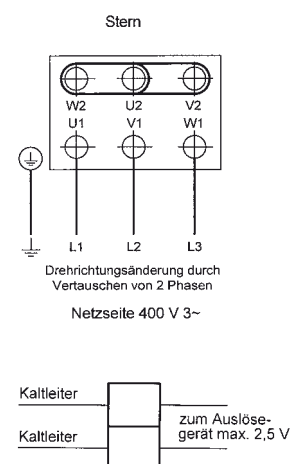 Stern
W2 U2 V2
U1 V1 W1
L1 L2 L3
Drehrichtungsänderung durch
Vertauschen von 2 Phasen
Netzseite 400 V 3~
Kaltleiter
zum Auslöse-
gerät max. 2,5 V
Kaltleiter